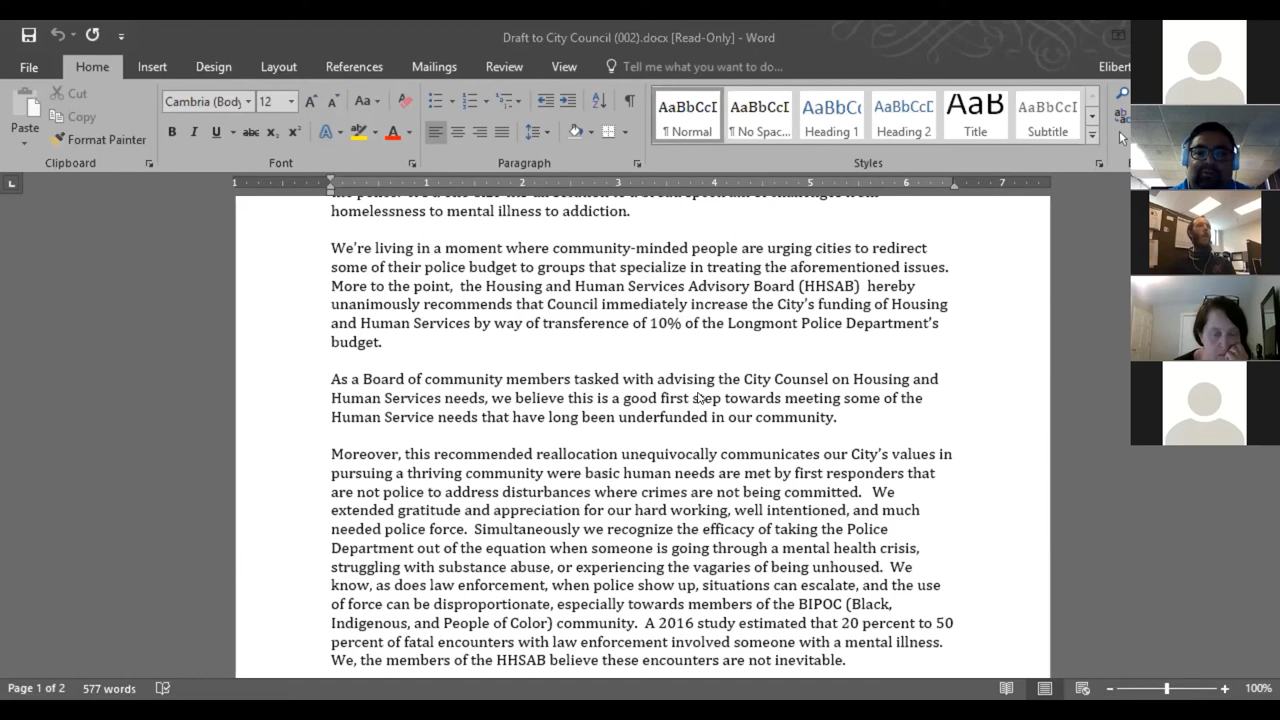 Draft to City Council (002).docx [Read-Only] - Word
File Home Insert Design Layout References Mailings Review View Tell me what you want to do... Elibert
Paste Cut Copy Format Painter
Cambria (Body 12
AaBbCcI AaBbCcI AaBbCc AaBbCcI AaB AaBbCcI
¶ Normal ¶ No Spac... Heading 1 Heading 2 Title Subtitle
Clipboard Font Paragraph Styles
1 1 2 3 4 5 6 7
homelessness to mental illness to addiction.
We're living in a moment where community-minded people are urging cities to redirect
some of their police budget to groups that specialize in treating the aforementioned issues.
More to the point, the Housing and Human Services Advisory Board (HHSAB) hereby
unanimously recommends that Council immediately increase the City's funding of Housing
and Human Services by way of transference of 10% of the Longmont Police Department's
budget.
As a Board of community members tasked with advising the City Counsel on Housing and
Human Services needs, we believe this is a good first step towards meeting some of the
Human Service needs that have long been underfunded in our community.
Moreover, this recommended reallocation unequivocally communicates our City's values in
pursuing a thriving community were basic human needs are met by first responders that
are not police to address disturbances where crimes are not being committed. We
extended gratitude and appreciation for our hard working, well intentioned, and much
needed police force. Simultaneously we recognize the efficacy of taking the Police
Department out of the equation when someone is going through a mental health crisis,
struggling with substance abuse, or experiencing the vagaries of being unhoused. We
know, as does law enforcement, when police show up, situations can escalate, and the use
of force can be disproportionate, especially towards members of the BIPOC (Black,
Indigenous, and People of Color) community. A 2016 study estimated that 20 percent to 50
percent of fatal encounters with law enforcement involved someone with a mental illness.
We, the members of the HHSAB believe these encounters are not inevitable.
Page 1 of 2 577 words 100%